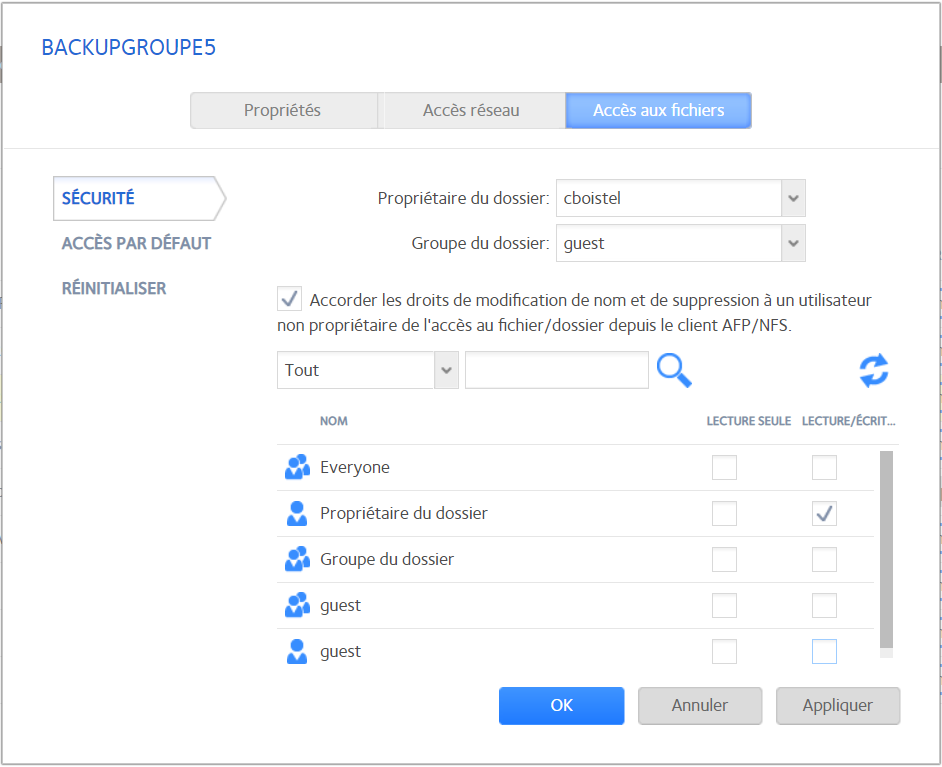 BACKUPGROUPE5
Propriétés Accès réseau Accès aux fichiers
SÉCURITÉ
ACCÈS PAR DÉFAUT
RÉINITIALISER
Propriétaire du dossier: cboistel
Groupe du dossier: guest
Accorder les droits de modification de nom et de suppression à un utilisateur
non propriétaire de l'accès au fichier/dossier depuis le client AFP/NFS.
Tout
NOM LECTURE SEULE LECTURE/ÉCRIT...
Everyone
Propriétaire du dossier
Groupe du dossier
guest
guest
OK Annuler Appliquer